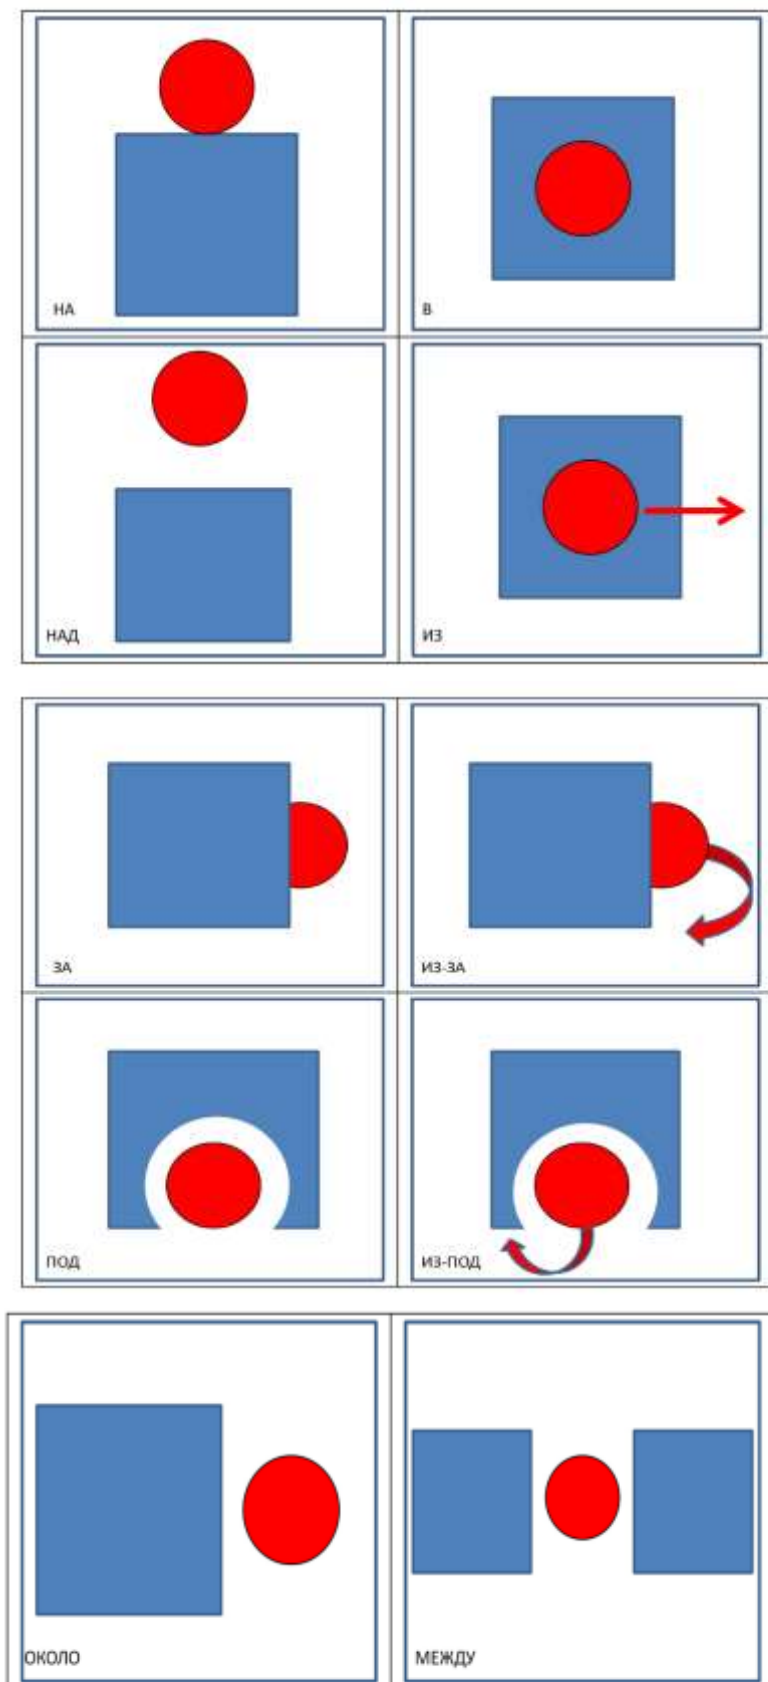 НА
В
НАД
ИЗ
ЗА
ИЗ-ЗА
ПОД
ИЗ-ПОД
ОКОЛО
МЕЖДУ